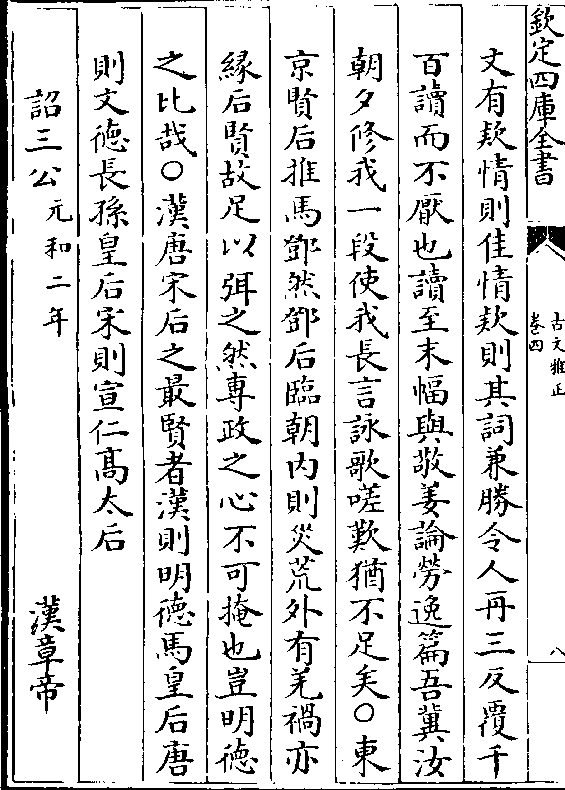 欽定四庫全書
古文雅正
卷四
八
文有欵情則佳情欵則其詞兼勝令人再三反覆千
百讀而不厭也讀至末幅與敬姜論勞逸篇吾冀汝
朝夕修我一段使我長言詠歌嗟歎猶不足矣○東
京賢后推馬鄧然鄧后臨朝内則災荒外有羌禍亦
緣后賢故足以弭之然專政之心不可掩也豈明德
之比哉○漢唐宋后之最賢者漢則明德馬皇后唐
則文德長孫皇后宋則宣仁髙太后
詔三公元和二年 漢章帝